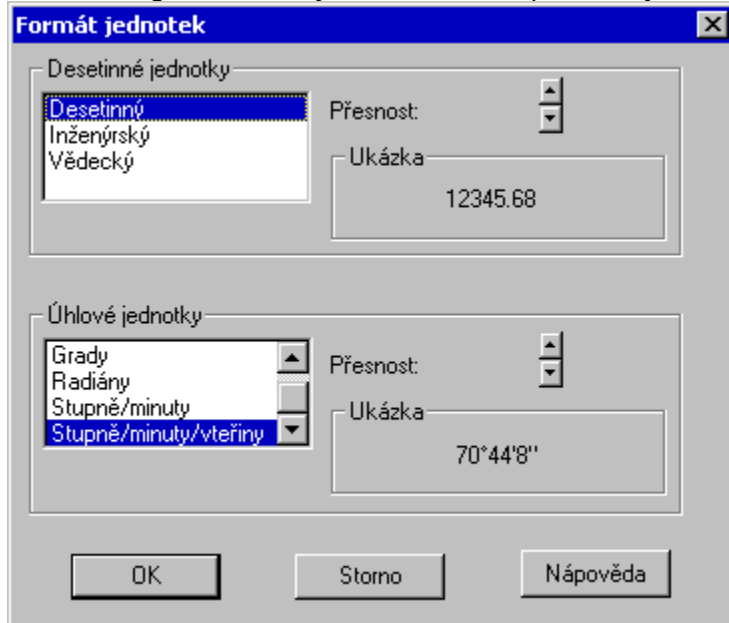 Formát jednotek
Desetinné jednotky
Desetinný
Inženýrský
Vědecký
Přesnost:
Ukázka
12345.68
Úhlové jednotky
Grady
Radiány
Stupně/minuty
Stupně/minuty/vteřiny
Přesnost:
Ukázka
70°44'8''
OK
Storno
Nápověda